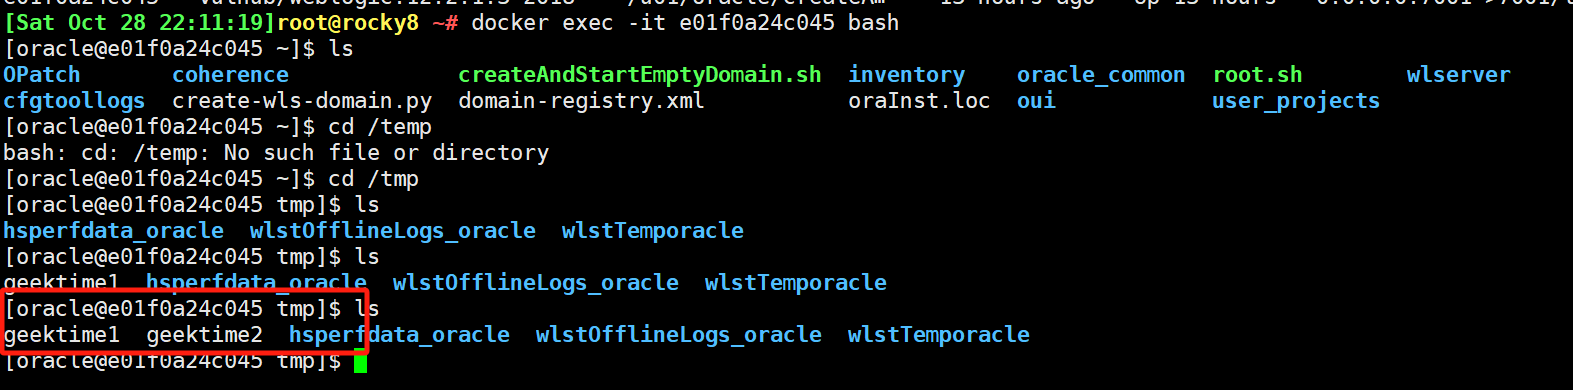 [Sat Oct 28 22:11:19]root@rocky8 ~# docker exec -it e01f0a24c045 bash
[oracle@e01f0a24c045 ~]$ ls
OPatch coherence createAndStartEmptyDomain.sh inventory oracle_common root.sh wlserver
cfgtoollogs create-wls-domain.py domain-registry.xml oraInst.loc oui user_projects
[oracle@e01f0a24c045 ~]$ cd /temp
bash: cd: /temp: No such file or directory
[oracle@e01f0a24c045 ~]$ cd /tmp
[oracle@e01f0a24c045 tmp]$ ls
hsperfdata_oracle wlstOfflineLogs_oracle wlstTemporacle
[oracle@e01f0a24c045 tmp]$ ls
geektime1 hsperfdata_oracle wlstOfflineLogs_oracle wlstTemporacle
[oracle@e01f0a24c045 tmp]$ ls
geektime1 geektime2 hsperfdata_oracle wlstOfflineLogs_oracle wlstTemporacle
[oracle@e01f0a24c045 tmp]$